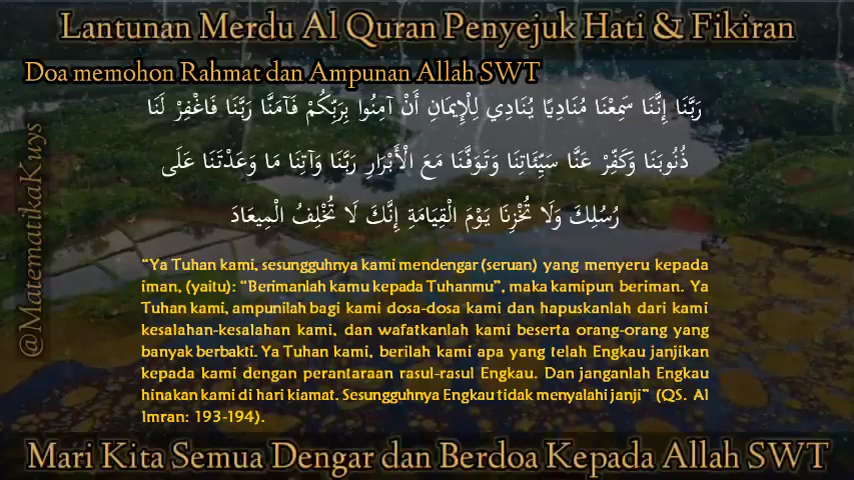 Lantunan Merdu Al Quran Penyejuk Hati & Fikiran
Doa memohon Rahmat dan Ampunan Allah SWT
رَبَّنَا إِنَّنَا سَمِعْنَا مُنَادِيًا يُنَادِي لِلْإِيمَانِ أَنْ آمِنُوا بِرَبِّكُمْ فَآمَنَّا رَبَّنَا فَاغْفِرْ لَنَا
ذُنُوبَنَا وَكَفِّرْ عَنَّا سَيِّئَاتِنَا وَتَوَفَّنَا مَعَ الْأَبْرَارِ رَبَّنَا وَآتِنَا مَا وَعَدْتَنَا عَلَى
رُسُلِكَ وَلَا تُخْزِنَا يَوْمَ الْقِيَامَةِ إِنَّكَ لَا تُخْلِفُ الْمِيعَادَ
“Ya Tuhan kami, sesungguhnya kami mendengar (seruan) yang menyeru kepada
iman, (yaitu): “Berimanlah kamu kepada Tuhanmu”, maka kamipun beriman. Ya
Tuhan kami, ampunilah bagi kami dosa-dosa kami dan hapuskanlah dari kami
kesalahan-kesalahan kami, dan wafatkanlah kami beserta orang-orang yang
banyak berbakti. Ya Tuhan kami, berilah kami apa yang telah Engkau janjikan
kepada kami dengan perantaraan rasul-rasul Engkau. Dan janganlah Engkau
hinakan kami di hari kiamat. Sesungguhnya Engkau tidak menyalahi janji” (QS. Al
Imran: 193-194).
@MatematikaKuys
Mari Kita Semua Dengar dan Berdoa Kepada Allah SWT